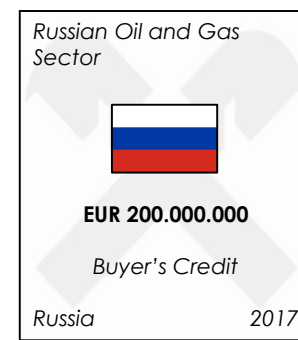 Russian Oil and Gas
Sector
EUR 200.000.000
Buyer's Credit
Russia 2017